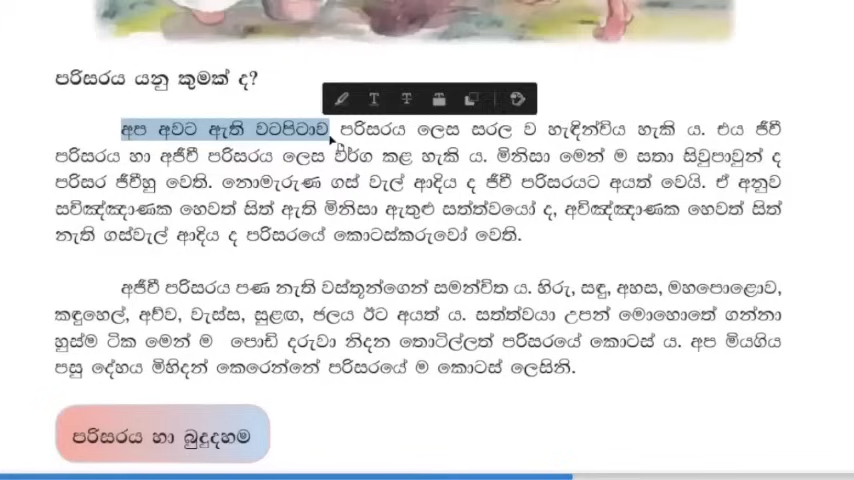 පරිසරය යනු කුමක් ද?
අප අවට ඇති වටපිටාව පරිසරය ලෙස සරල ව හැඳින්විය හැකි ය. එය ජීවී
පරිසරය හා අජීවී පරිසරය ලෙස වර්ග කළ හැකි ය. මිනිසා මෙන් ම සතා සිවුපාවුන් ද
පරිසර ජීවීහු වෙති. නොමැරුණ ගස් වැල් ආදිය ද ජීවී පරිසරයට අයත් වෙයි. ඒ අනුව
සවිඤ්ඤාණක හෙවත් සිත් ඇති මිනිසා ඇතුළු සත්ත්වයෝ ද, අවිඤ්ඤාණක හෙවත් සිත්
නැති ගස්වැල් ආදිය ද පරිසරයේ කොටස්කරුවෝ වෙති.
අජීවී පරිසරය පණ නැති වස්තූන්ගෙන් සමන්විත ය. හිරු, සඳු, අහස, මහපොළොව,
කඳුහෙල්, අව්ව, වැස්ස, සුළඟ, ජලය ඊට අයත් ය. සත්ත්වයා උපන් මොහොතේ ගන්නා
හුස්ම ටික මෙන් ම පොඩි දරුවා නිදන තොටිල්ලත් පරිසරයේ කොටස් ය. අප මියගිය
පසු දේහය මිහිදන් කෙරෙන්නේ පරිසරයේ ම කොටස් ලෙසිනි.
පරිසරය හා බුදුදහම